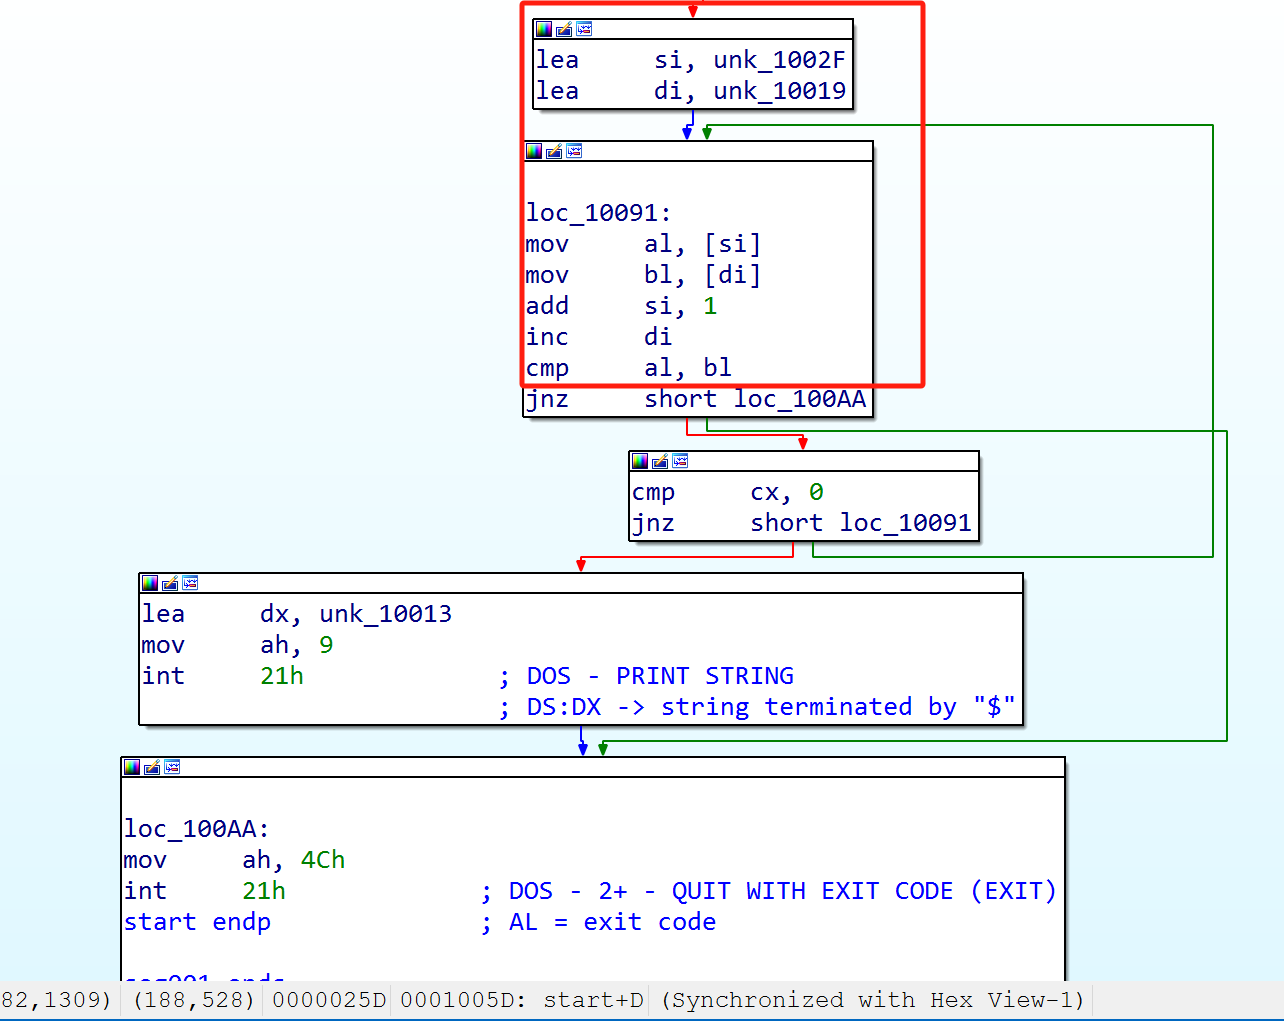 lea si, unk_1002F
lea di, unk_10019
loc_10091:
mov al, [si]
mov bl, [di]
add si, 1
inc di
cmp al, bl
jnz short loc_100AA
cmp cx, 0
jnz short loc_10091
lea dx, unk_10013
mov ah, 9
int 21h ; DOS - PRINT STRING
; DS:DX -> string terminated by "$"
loc_100AA:
mov ah, 4Ch
int 21h ; DOS - 2+ - QUIT WITH EXIT CODE (EXIT)
start endp ; AL = exit code
82,1309) (188,528) 0000025D 0001005D: start+D (Synchronized with Hex View-1)